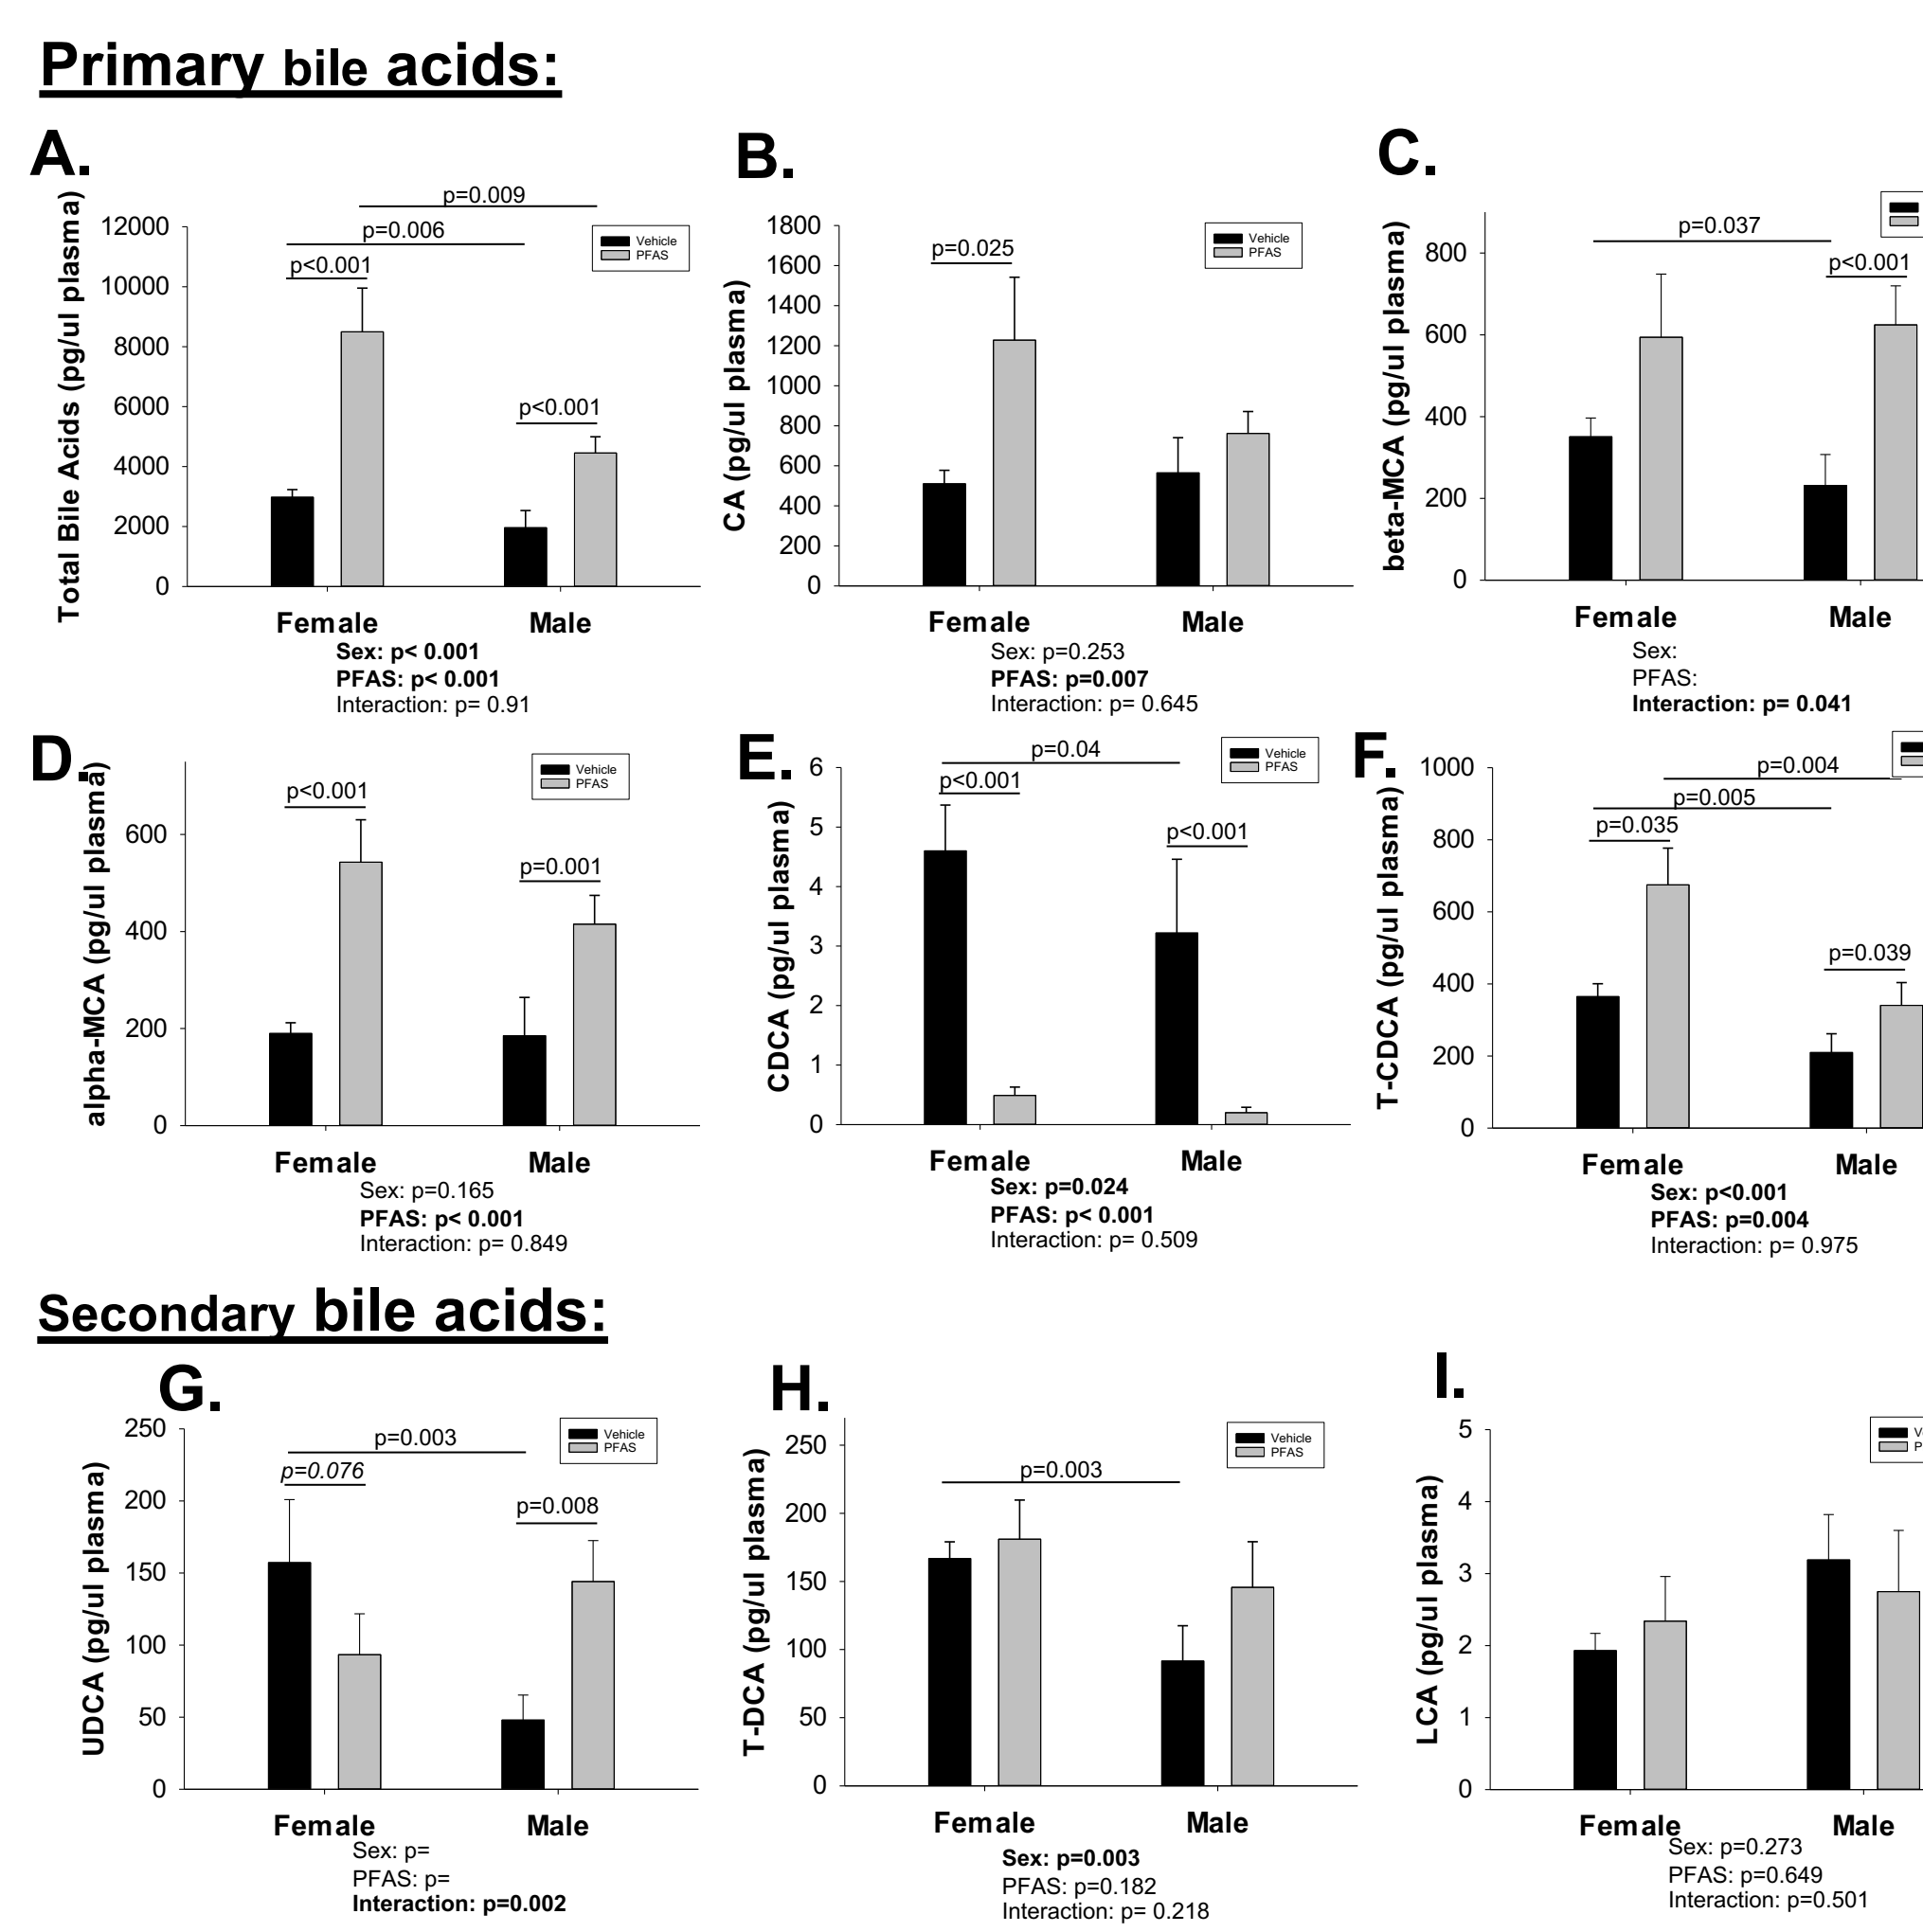 Primary bile acids:
A.
Total Bile Acids (pg/ul plasma)
12000
10000
8000
6000
4000
2000
0
p=0.009
p=0.006
p<0.001
p<0.001
Vehicle
PFAS
Female Male
Sex: p< 0.001
PFAS: p< 0.001
Interaction: p= 0.91
B.
CA (pg/ul plasma)
1800
1600
1400
1200
1000
800
600
400
200
0
p=0.025
Vehicle
PFAS
Female Male
Sex: p=0.253
PFAS: p=0.007
Interaction: p= 0.645
C.
beta-MCA (pg/ul plasma)
800
600
400
200
0
p=0.037
p<0.001
Female Male
Sex:
PFAS:
Interaction: p= 0.041
D.
alpha-MCA (pg/ul plasma)
600
400
200
0
p<0.001
p=0.001
Vehicle
PFAS
Female Male
Sex: p=0.165
PFAS: p< 0.001
Interaction: p= 0.849
E.
CDCA (pg/ul plasma)
6
5
4
3
2
1
0
p=0.04
p<0.001
p<0.001
Vehicle
PFAS
Female Male
Sex: p=0.024
PFAS: p< 0.001
Interaction: p= 0.509
F.
T-CDCA (pg/ul plasma)
1000
800
600
400
200
0
p=0.004
p=0.005
p=0.035
p=0.039
Female Male
Sex: p<0.001
PFAS: p=0.004
Interaction: p= 0.975
Secondary bile acids:
G.
UDCA (pg/ul plasma)
250
200
150
100
50
0
p=0.003
p=0.076
p=0.008
Vehicle
PFAS
Female Male
Sex: p=
PFAS: p=
Interaction: p=0.002
H.
T-DCA (pg/ul plasma)
250
200
150
100
50
0
p=0.003
Vehicle
PFAS
Female Male
Sex: p=0.003
PFAS: p=0.182
Interaction: p= 0.218
I.
LCA (pg/ul plasma)
5
4
3
2
1
0
Female Male
Sex: p=0.273
PFAS: p=0.649
Interaction: p=0.501